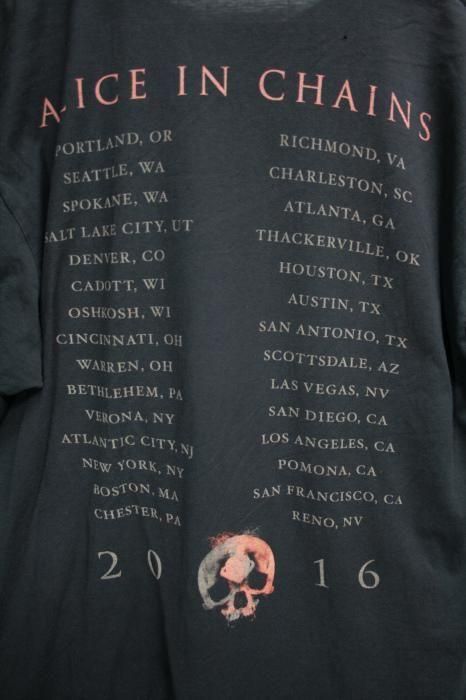 ALICE IN CHAINS
PORTLAND, OR
SEATTLE, WA
SPOKANE, WA
SALT LAKE CITY, UT
DENVER, CO
CADOTT, WI
OSHKOSH, WI
CINCINNATI, OH
WARREN, OH
BETHLEHEM, PA
VERONA, NY
ATLANTIC CITY, NJ
NEW YORK, NY
BOSTON, MA
CHESTER, PA
RICHMOND, VA
CHARLESTON, SC
ATLANTA, GA
THACKERVILLE, OK
HOUSTON, TX
AUSTIN, TX
SAN ANTONIO, TX
SCOTTSDALE, AZ
LAS VEGAS, NV
SAN DIEGO, CA
LOS ANGELES, CA
POMONA, CA
SAN FRANCISCO, CA
RENO, NV
20 16